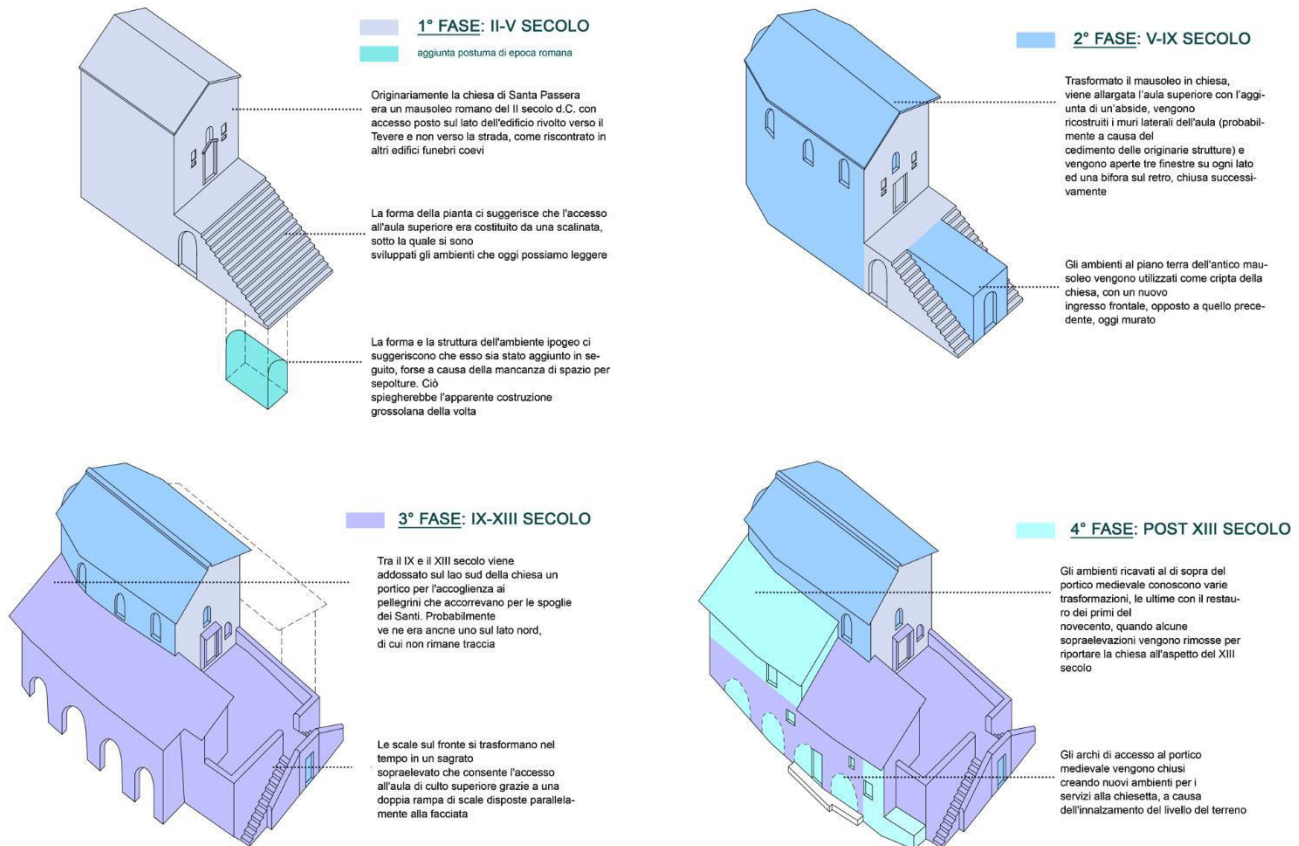 1° FASE: II-V SECOLO
aggiunta postuma di epoca romana
Originariamente la chiesa di Santa Passera
era un mausoleo romano del II secolo d.C. con
accesso posto sul lato dell'edificio rivolto verso il
Tevere e non verso la strada, come riscontrato in
altri edifici funebri coevi
La forma della pianta ci suggerisce che l'accesso
all'aula superiore era costituito da una scalinata,
sotto la quale si sono
sviluppati gli ambienti che oggi possiamo leggere
La forma e la struttura dell'ambiente ipogeo ci
suggeriscono che esso sia stato aggiunto in se-
guito, forse a causa della mancanza di spazio per
sepolture. Ciò
spiegherebbe l'apparente costruzione
grossolana della volta
2° FASE: V-IX SECOLO
Trasformato il mausoleo in chiesa,
viene allargata l'aula superiore con l'aggi-
unta di un'abside, vengono
ricostruiti i muri laterali dell'aula (probabil-
mente a causa del
cedimento delle originarie strutture) e
vengono aperte tre finestre su ogni lato
ed una bifora sul retro, chiusa successi-
vamente
Gli ambienti al piano terra dell'antico mau-
soleo vengono utilizzati come cripta della
chiesa, con un nuovo
ingresso frontale, opposto a quello prece-
dente, oggi murato
3° FASE: IX-XIII SECOLO
Tra il IX e il XIII secolo viene
addossato sul lao sud della chiesa un
portico per l'accoglienza ai
pellegrini che accorrevano per le spoglie
dei Santi. Probabilmente
ve ne era ancne uno sul lato nord,
di cui non rimane traccia
Le scale sul fronte si trasformano nel
tempo in un sagrato
sopraelevato che consente l'accesso
all'aula di culto superiore grazie a una
doppia rampa di scale disposte parallela-
mente alla facciata
4° FASE: POST XIII SECOLO
Gli ambienti ricavati al di sopra del
portico medievale conoscono varie
trasformazioni, le ultime con il restau-
ro dei primi del
novecento, quando alcune
sopraelevazioni vengono rimosse per
riportare la chiesa all'aspetto del XIII
secolo
Gli archi di accesso al portico
medievale vengono chiusi
creando nuovi ambienti per i
servizi alla chiesetta, a causa
dell'innalzamento del livello del terreno